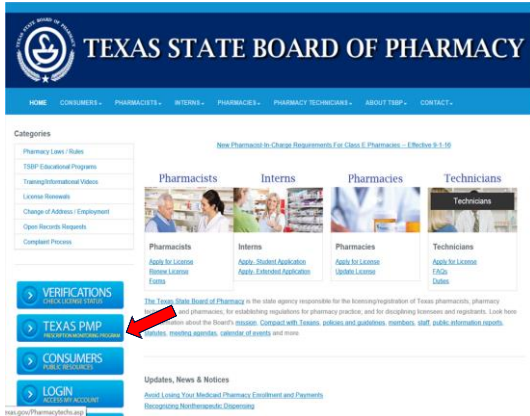 TEXAS STATE BOARD OF PHARMACY
HOME CONSUMERS PHARMACISTS INTERNS PHARMACIES PHARMACY TECHNICIANS ABOUT TSBP CONTACT
Categories
Pharmacy Laws / Rules
TSBP Educational Programs
Training/Informational Videos
License Renewals
Change of Address / Employment
Open Records Requests
Complaint Process
VERIFICATIONS
CHECK LICENSE STATUS
TEXAS PMP
PRESCRIPTION MONITORING PROGRAM
CONSUMERS
PUBLIC RESOURCES
LOGIN
ACCESS MY ACCOUNT
New Pharmacist-In-Charge Requirements For Class E Pharmacies – Effective 9-1-16
Pharmacists
Interns
Pharmacies
Technicians
Technicians
Pharmacists
Apply for License
Renew License
Forms
Interns
Apply- Student Application
Apply- Extended Application
Pharmacies
Apply for License
Update License
Technicians
Apply for License
FAQs
Duties
The Texas State Board of Pharmacy is the state agency responsible for the licensing/registration of Texas pharmacists, pharmacy
and pharmacies, for establishing regulations for pharmacy practice, and for disciplining licensees and registrants. Look here
information about the Board's mission, Compact with Texans, policies and guidelines, members, staff, public information reports,
meeting agendas, calendar of events and more.
Updates, News & Notices
Avoid Losing Your Medicaid Pharmacy Enrollment and Payments
Recognizing Nontherapeutic Dispensing
xas.gov/Pharmacytechs.asp